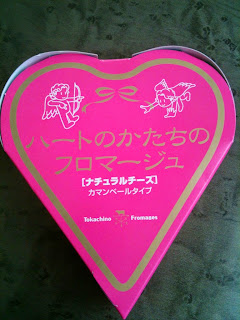 ハートのかたちの
フロマージュ
[ナチュラルチーズ]
カマンベールタイプ
Tokachino Fromages